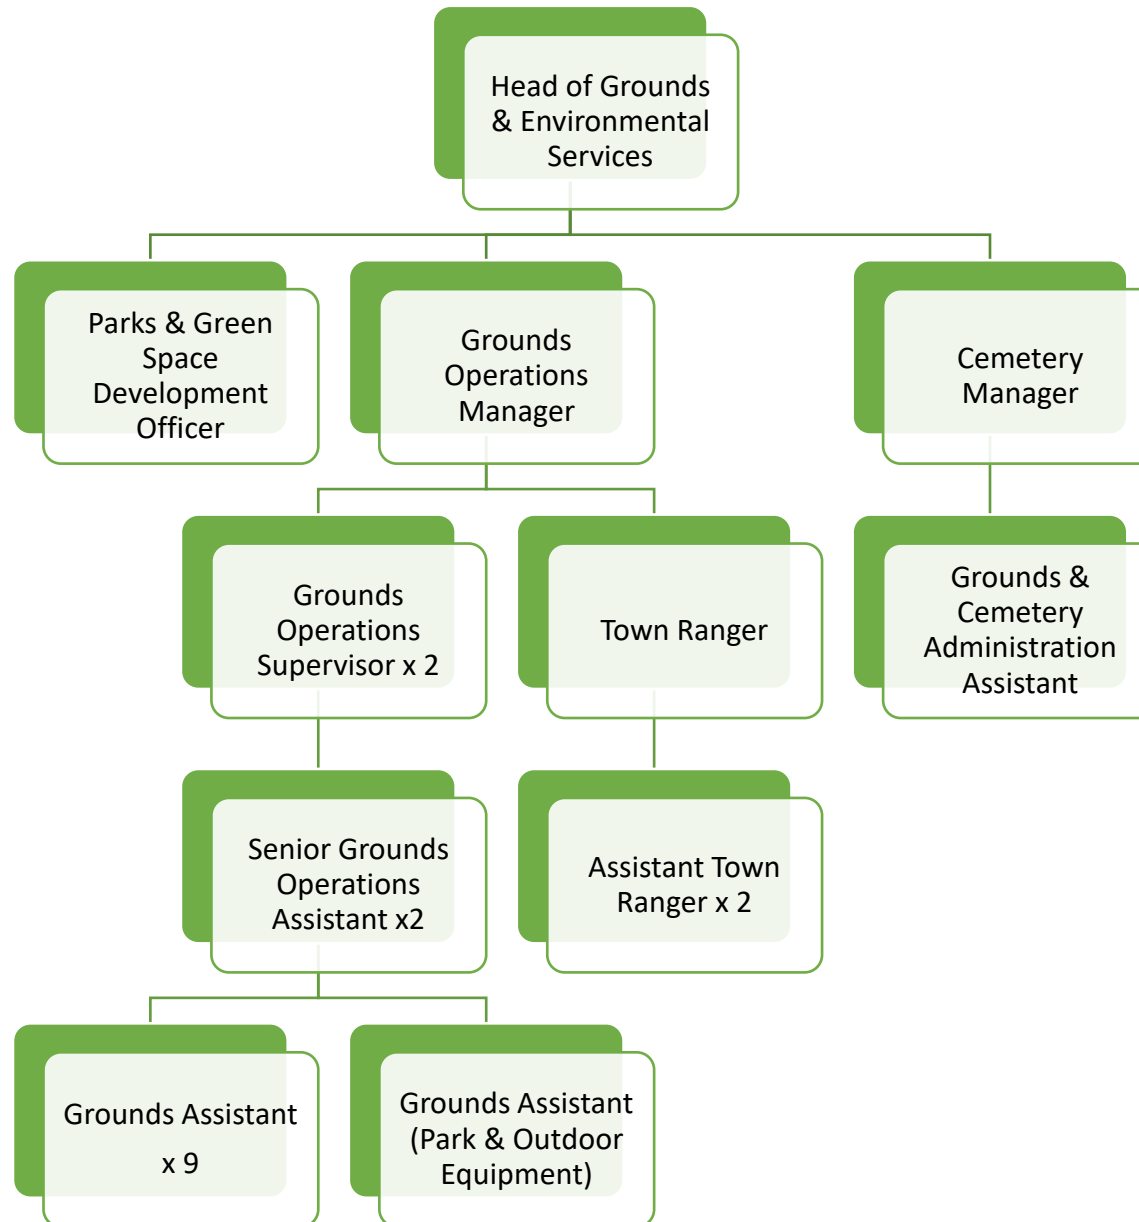 Head of Grounds
& Environmental
Services
Parks & Green
Space
Development
Officer
Grounds
Operations
Manager
Cemetery
Manager
Grounds
Operations
Supervisor x 2
Town Ranger
Grounds &
Cemetery
Administration
Assistant
Senior Grounds
Operations
Assistant x2
Assistant Town
Ranger x 2
Grounds Assistant
x 9
Grounds Assistant
(Park & Outdoor
Equipment)